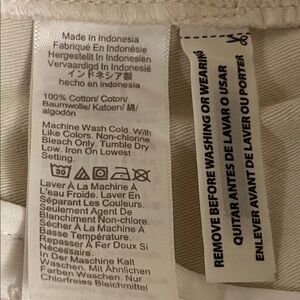 Made in Indonesia
Fabriqué En Indonésie
Hergestellt In Indonesien
Vervaardigd In Indonesië
インドネシア製
hecho en indonesia
100% Cotton/ Coton/
Baumwolle/ Katoen/ 綿/
algodón
Machine Wash Cold. With
Like Colors. Non-chlorine
Bleach Only. Tumble Dry
Low. Iron On Lowest
Setting.
30
Laver À La Machine À
L'eau Froide. Laver En
Séparant Les Couleurs.
Seulement Agent De
Blanchiment Non-chlore.
Sécher À La Machine À
Basse Température.
Repasser À Fer Doux Si
Nécessaire.
In Der Maschine Kalt
Waschen. Mit Ähnlichen
Farben Waschen. Nur
Chlorfreies Bleichmittel
REMOVE BEFORE WASHING OR WEARING
QUITAR ANTES DE LAVAR O USAR
ENLEVER AVANT DE LAVER OU PORTER